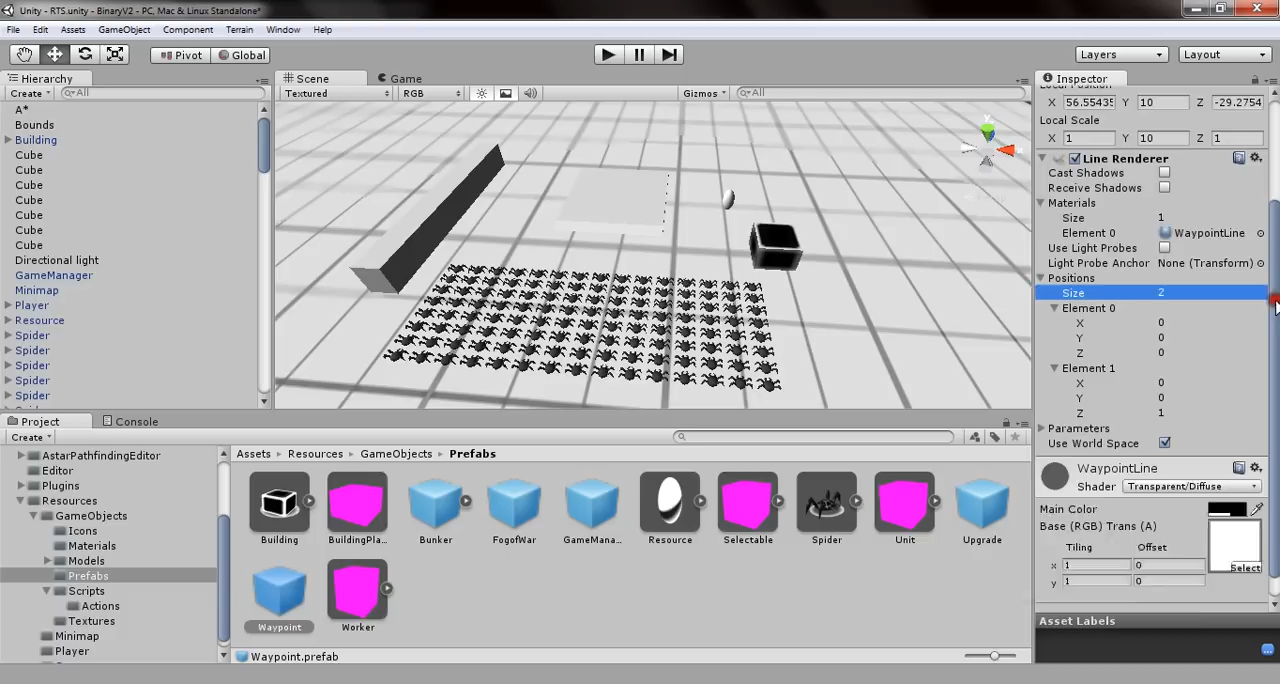 Unity - RTS.unity - BinaryV2 - PC, Mac & Linux Standalone*
File Edit Assets GameObject Component Terrain Window Help
Pivot Global Layers Layout
Hierarchy
Create All
A*
Bounds
Building
Cube
Cube
Cube
Cube
Cube
Cube
Cube
Directional light
GameManager
Minimap
Player
Resource
Spider
Spider
Spider
Spider
Spider
Scene Game
Textured RGB Gizmos All
y
Inspector
Local Position
X 56.55435 Y 10 Z -29.2754
Local Scale
X 1 Y 10 Z 1
Line Renderer
Cast Shadows
Receive Shadows
Materials
Size 1
Element 0 WaypointLine
Use Light Probes
Light Probe Anchor None (Transform)
Positions
Size 2
Element 0
X 0
Y 0
Z 0
Element 1
X 0
Y 0
Z 1
Parameters
Use World Space
WaypointLine
Shader Transparent/Diffuse
Main Color
Base (RGB) Trans (A)
Tiling Offset
x 1 0
y 1 0
Select
Asset Labels
Project Console
Create
AstarPathfindingEditor
Editor
Plugins
Resources
GameObjects
Icons
Materials
Models
Prefabs
Scripts
Actions
Textures
Minimap
Player
Assets Resources GameObjects Prefabs
Building BuildingPla... Bunker FogofWar GameMana... Resource Selectable Spider Unit Upgrade
Waypoint Worker
Waypoint.prefab